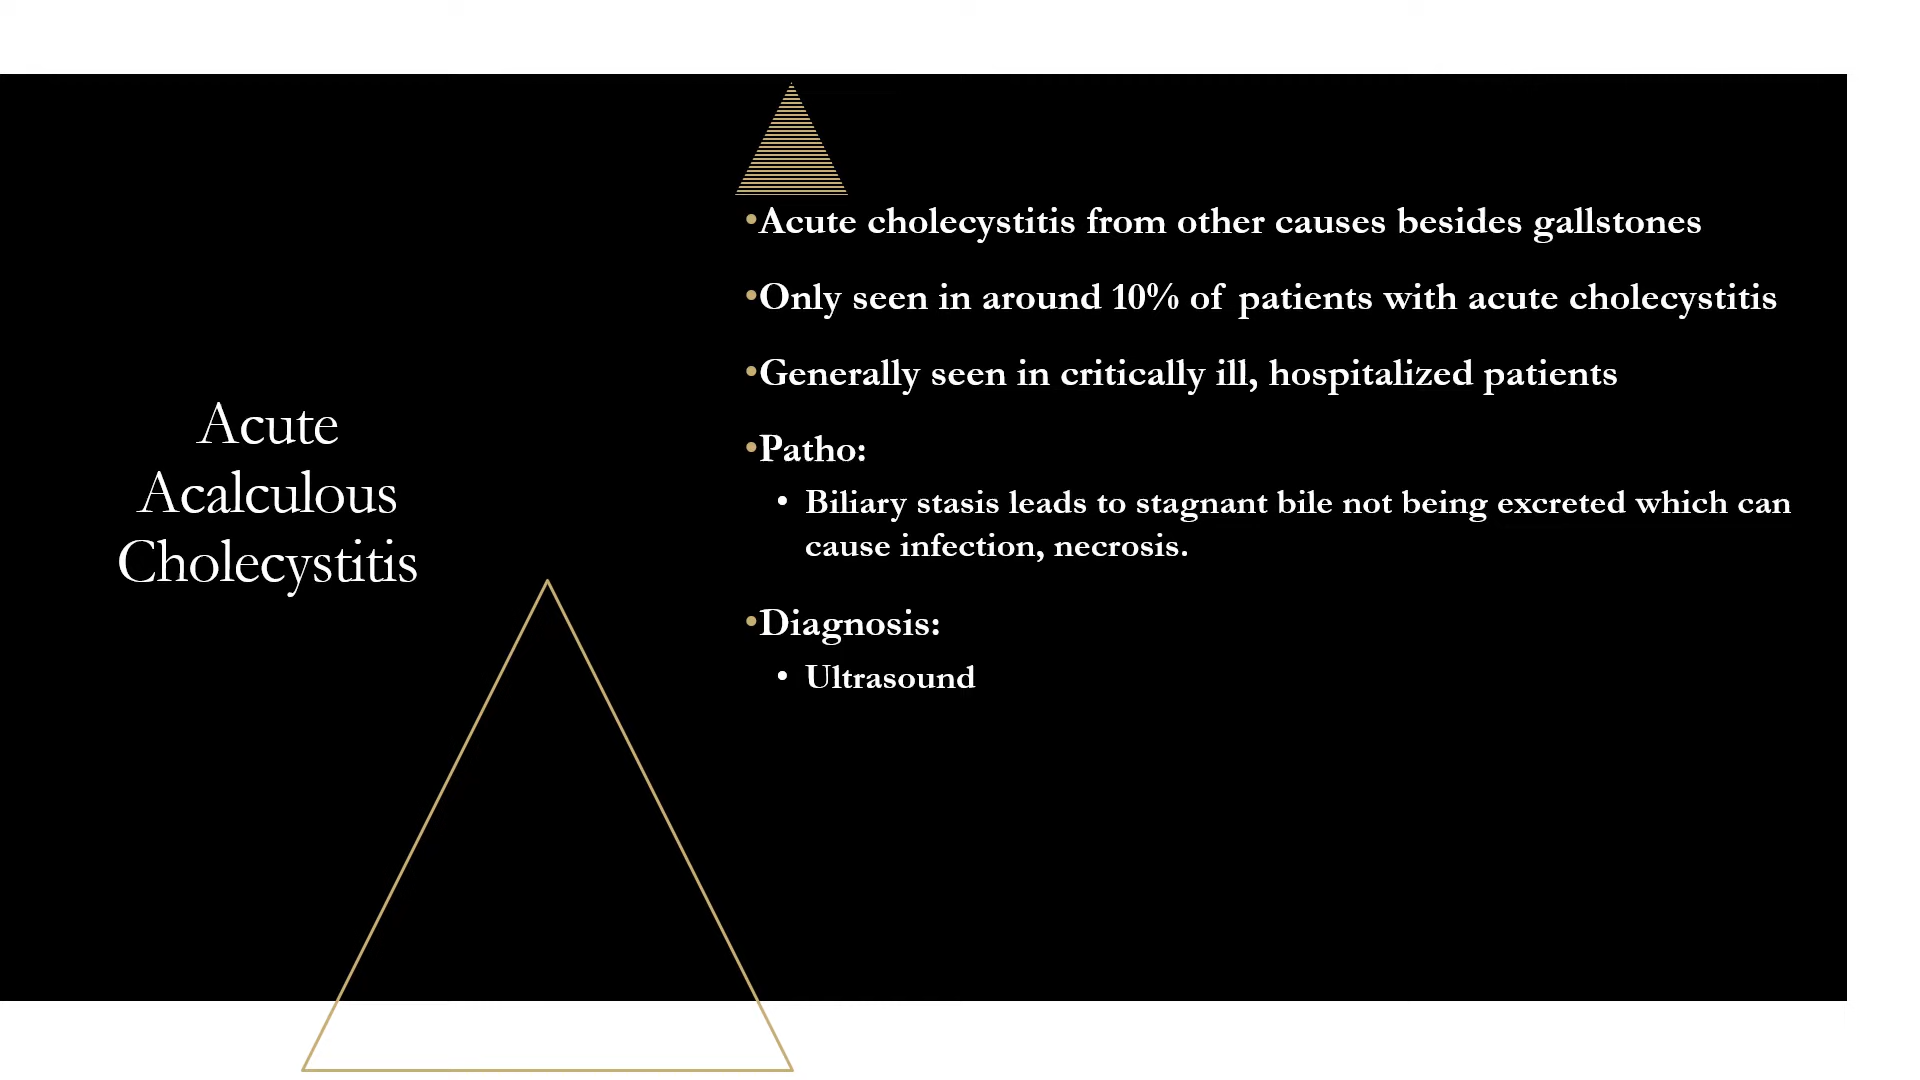 Acute
Acalculous
Cholecystitis
•Acute cholecystitis from other causes besides gallstones
•Only seen in around 10% of patients with acute cholecystitis
•Generally seen in critically ill, hospitalized patients
•Patho:
• Biliary stasis leads to stagnant bile not being excreted which can
cause infection, necrosis.
•Diagnosis:
• Ultrasound